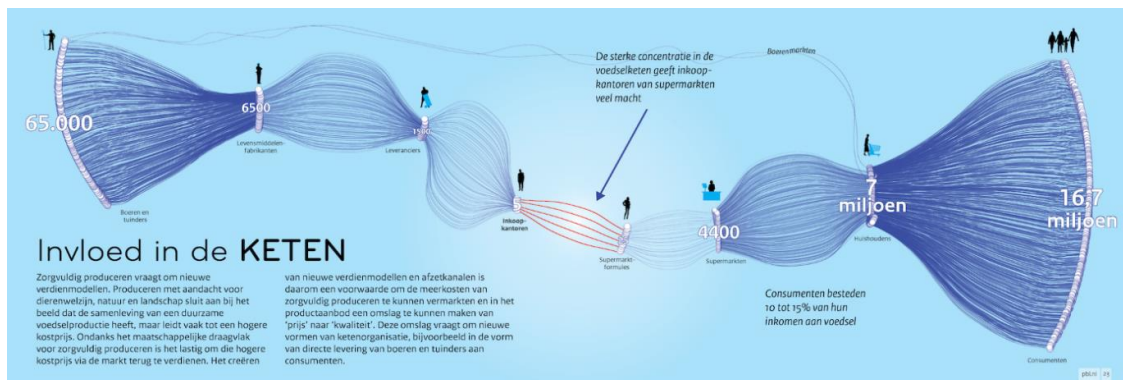 65.000
Boeren en
tuinders
6500
Levensmiddelen-
fabrikanten
1500
Leveranciers
Inkoop-
kantoren
De sterke concentratie in de
voedselketen geeft inkoop-
kantoren van supermarkten
veel macht
Supermarkt-
formules
4400
Supermarkten
Boerenmarkten
7
miljoen
Huishoudens
16,7
miljoen
Consumenten
Consumenten besteden
10 tot 15% van hun
inkomen aan voedsel
Invloed in de KETEN
Zorgvuldig produceren vraagt om nieuwe
verdienmodellen. Produceren met aandacht voor
dierenwelzijn, natuur en landschap sluit aan bij het
beeld dat de samenleving van een duurzame
voedselproductie heeft, maar leidt vaak tot een hogere
kostprijs. Ondanks het maatschappelijke draagvlak
voor zorgvuldig produceren is het lastig om die hogere
kostprijs via de markt terug te verdienen. Het creëren
van nieuwe verdienmodellen en afzetkanalen is
daarom een voorwaarde om de meerkosten van
zorgvuldig produceren te kunnen vermarkten en in het
productaanbod een omslag te kunnen maken van
'prijs' naar 'kwaliteit'. Deze omslag vraagt om nieuwe
vormen van ketenorganisatie, bijvoorbeeld in de vorm
van directe levering van boeren en tuinders aan
consumenten.
pbl.nl 23